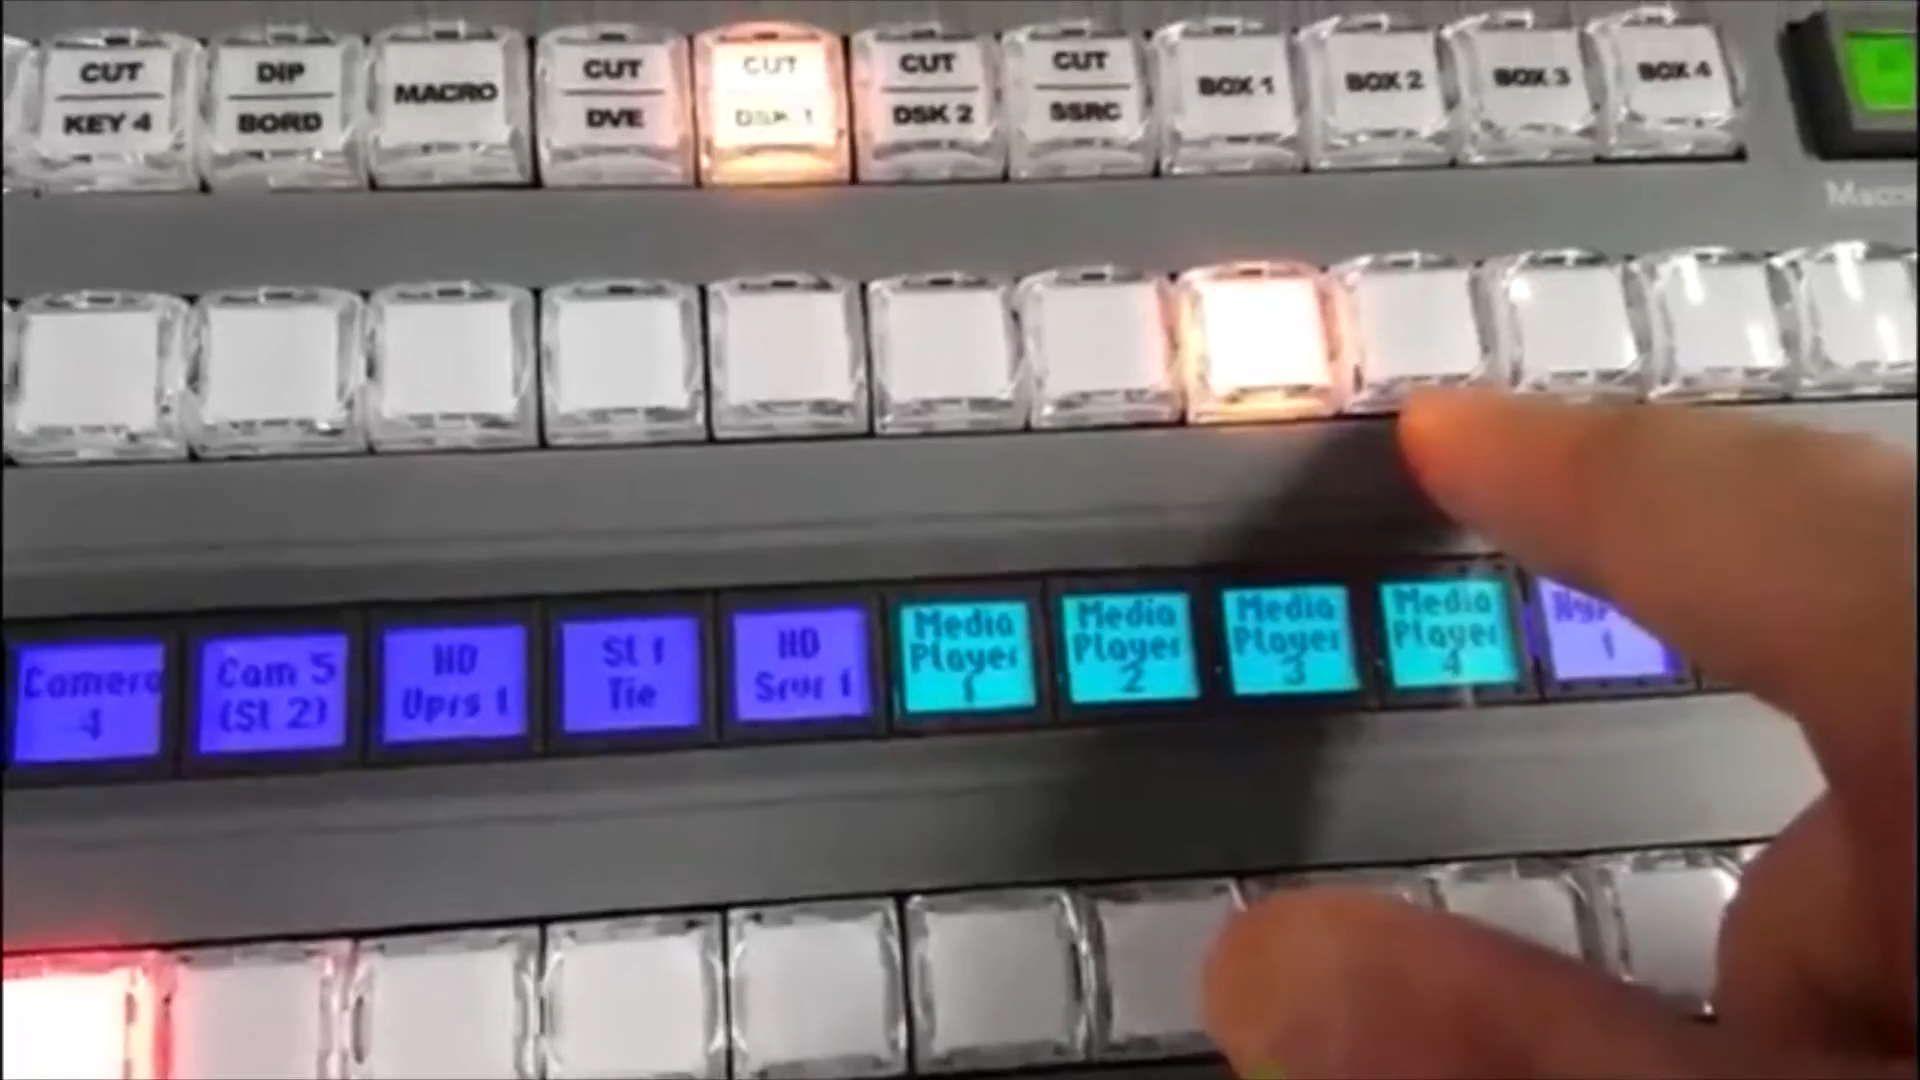 CUT
KEY 4
DIP
BORD
MACRO
CUT
DVE
CUT
DSK 1
CUT
DSK 2
CUT
SSRC
BOX 1
BOX 2
BOX 3
BOX 4
Camera
4
Cam 5
(St 2)
HD
Uprs 1
St 1
Tie
HD
Srvr 1
Media
Player
1
Media
Player
2
Media
Player
3
Media
Player
4
1